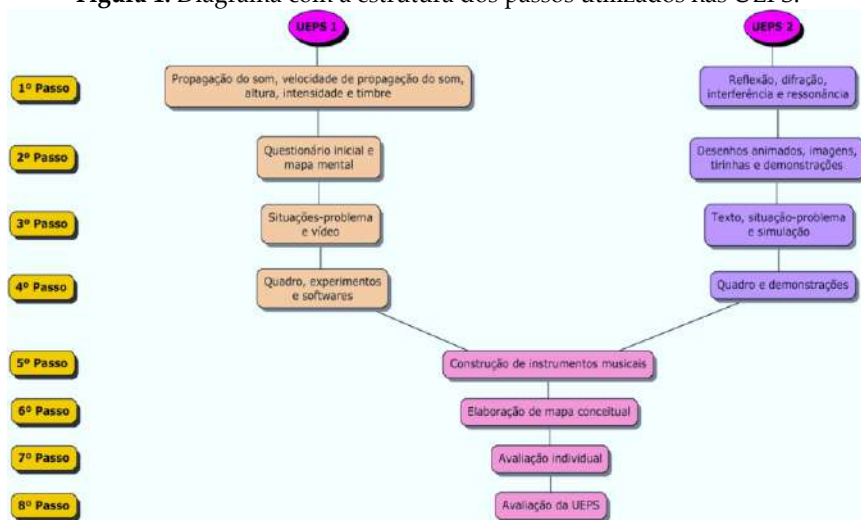 Figura 1. Diagrama com a estrutura dos passos utilizados nas UEPS.
UEPS 1
UEPS 2
1º Passo
Propagação do som, velocidade de propagação do som,
altura, intensidade e timbre
Reflexão, difração,
interferência e ressonância
2º Passo
Questionário inicial e
mapa mental
Desenhos animados, imagens,
tirinhas e demonstrações
3º Passo
Situações-problema
e vídeo
Texto, situação-problema
e simulação
4º Passo
Quadro, experimentos
e softwares
Quadro e demonstrações
5º Passo
Construção de instrumentos musicais
6º Passo
Elaboração de mapa conceitual
7º Passo
Avaliação individual
8º Passo
Avaliação da UEPS